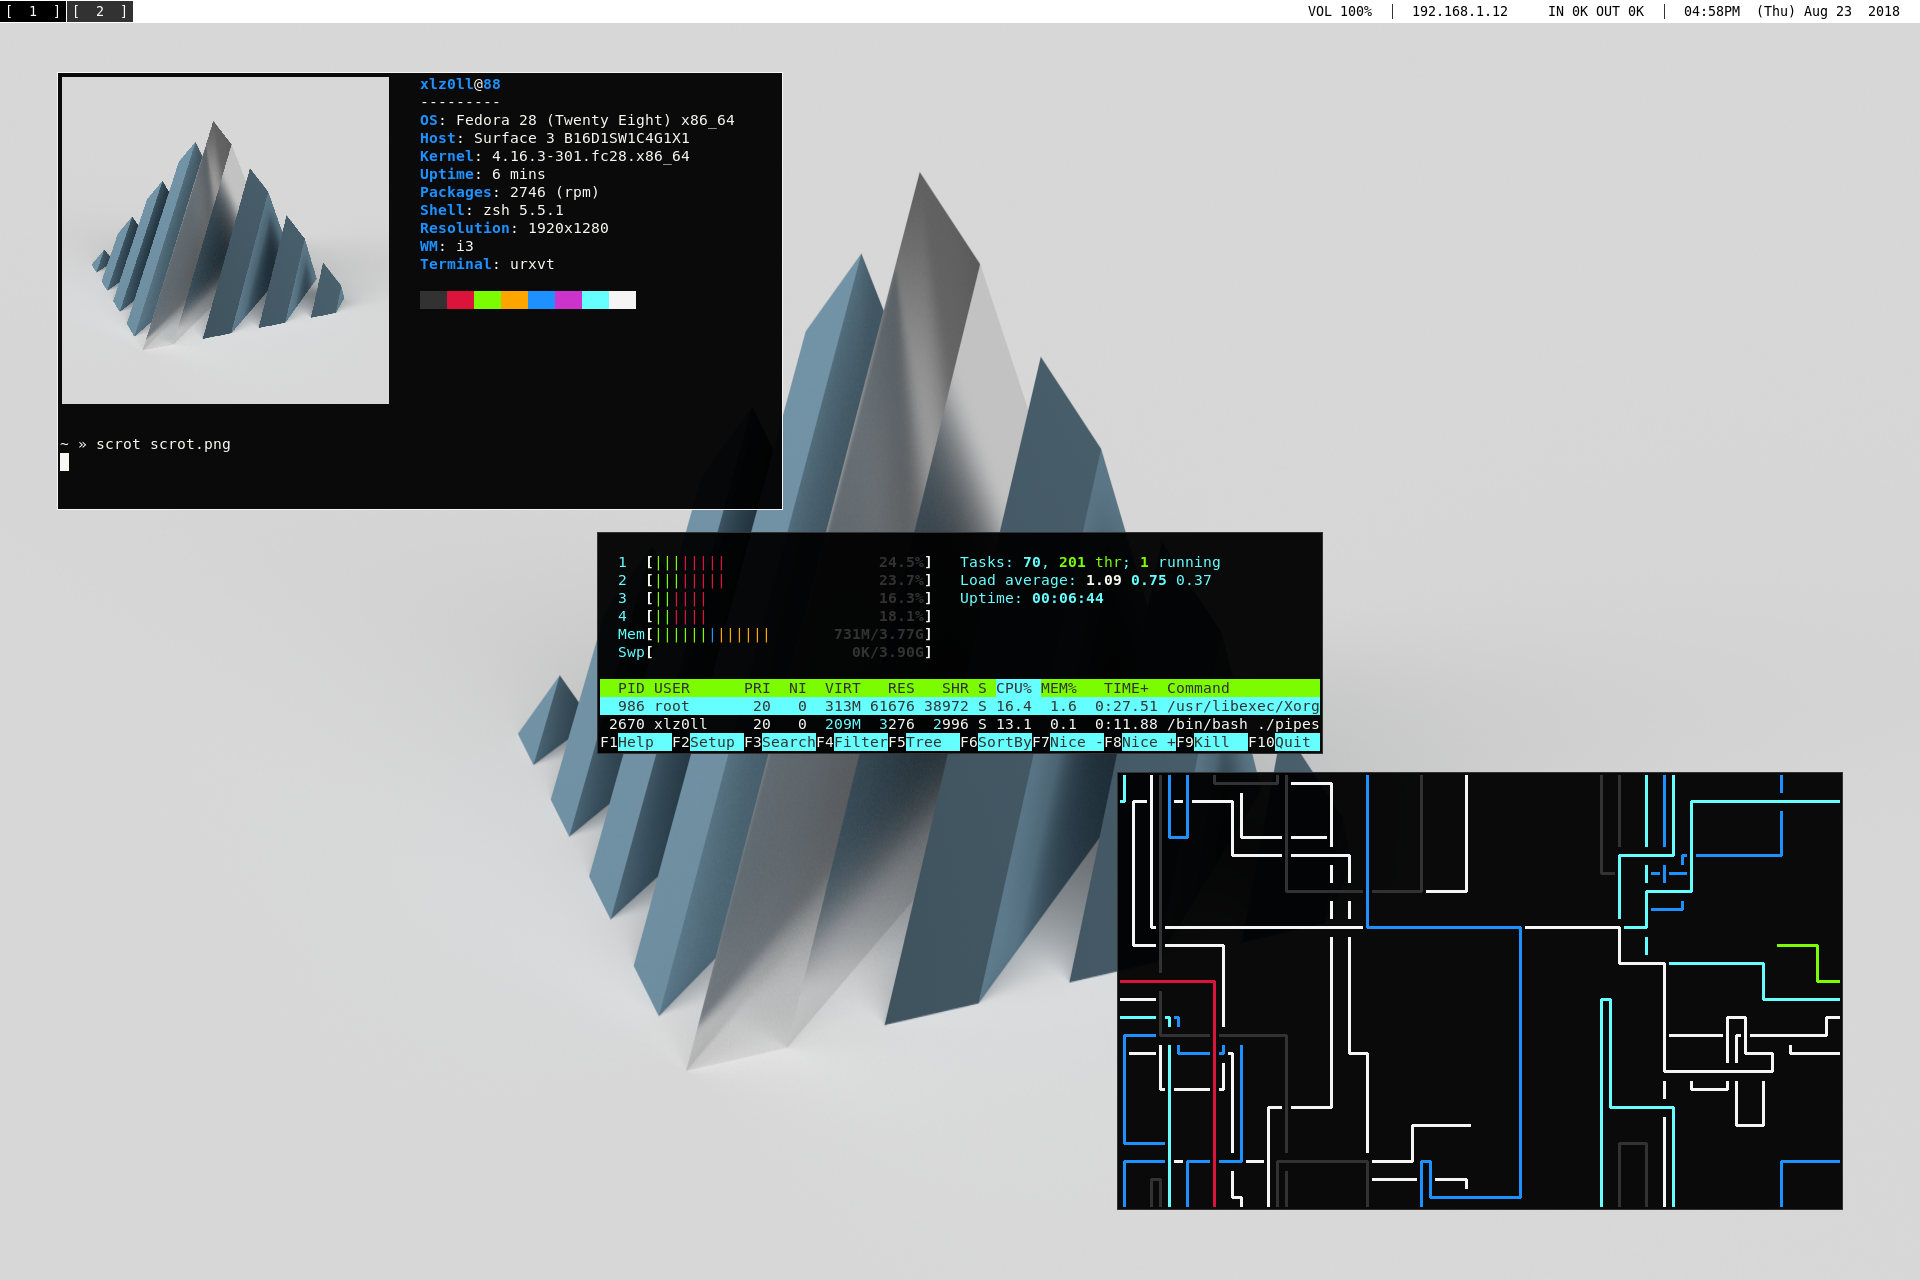 [ 1 ] [ 2 ] VOL 100% | 192.168.1.12 IN 0K OUT 0K | 04:58PM (Thu) Aug 23 2018
xlz0ll@88
---------
OS: Fedora 28 (Twenty Eight) x86_64
Host: Surface 3 B16D1SW1C4G1X1
Kernel: 4.16.3-301.fc28.x86_64
Uptime: 6 mins
Packages: 2746 (rpm)
Shell: zsh 5.5.1
Resolution: 1920x1280
WM: i3
Terminal: urxvt
~ » scrot scrot.png
1 [|||||||| 24.5%] Tasks: 70, 201 thr; 1 running
2 [|||||||| 23.7%] Load average: 1.09 0.75 0.37
3 [|||||| 16.3%] Uptime: 00:06:44
4 [|||||| 18.1%]
Mem[||||||||||||| 731M/3.77G]
Swp[ 0K/3.90G]
PID USER PRI NI VIRT RES SHR S CPU% MEM% TIME+ Command
986 root 20 0 313M 61676 38972 S 16.4 1.6 0:27.51 /usr/libexec/Xorg
2670 xlz0ll 20 0 209M 3276 2996 S 13.1 0.1 0:11.88 /bin/bash ./pipes
F1Help F2Setup F3SearchF4FilterF5Tree F6SortByF7Nice -F8Nice +F9Kill F10Quit